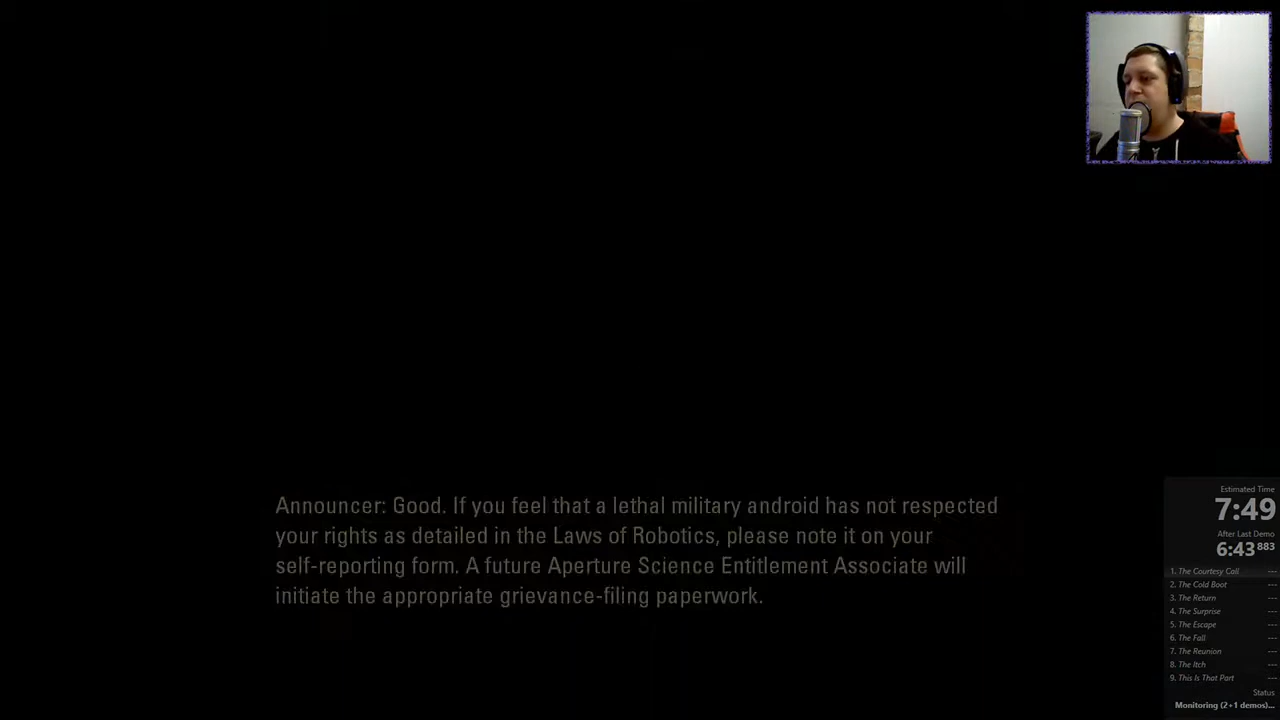 Announcer: Good. If you feel that a lethal military android has not respected
your rights as detailed in the Laws of Robotics, please note it on your
self-reporting form. A future Aperture Science Entitlement Associate will
initiate the appropriate grievance-filing paperwork.
Estimated Time
7:49
After Last Demo
6:43 883
1. The Courtesy Call ---
2. The Cold Boot ---
3. The Return ---
4. The Surprise ---
5. The Escape ---
6. The Fall ---
7. The Reunion ---
8. The Itch ---
9. This Is That Part ---
Status
Monitoring (2+1 demos)...